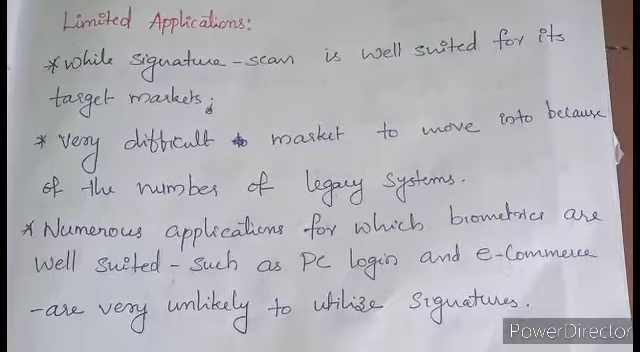 Limited Applications:
* While signature-scan is well suited for its
target markets;
* Very difficult market to move into because
of the number of legacy systems.
* Numerous applications for which biometrics are
well suited - such as PC login and e-Commerce
- are very unlikely to utilize signatures.
PowerDirector